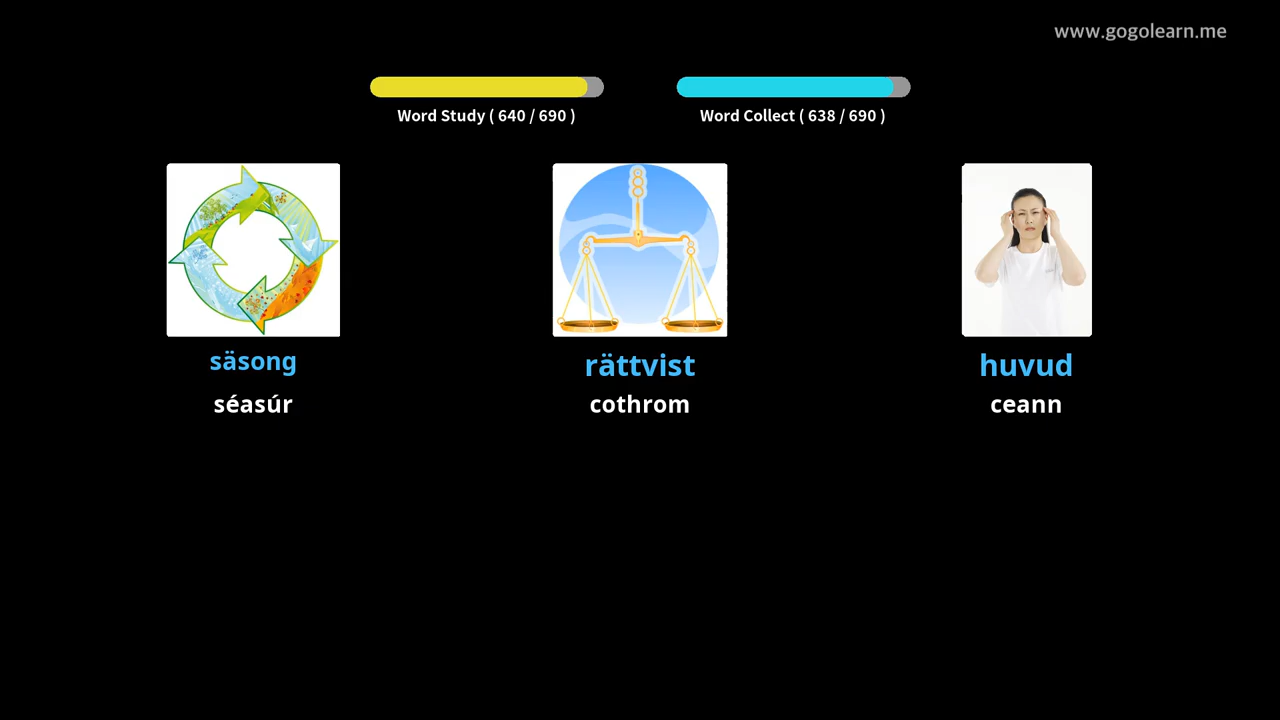 www.gogolearn.me
Word Study ( 640 / 690 )
Word Collect ( 638 / 690 )
säsong
rättvist
huvud
séasúr
cothrom
ceann